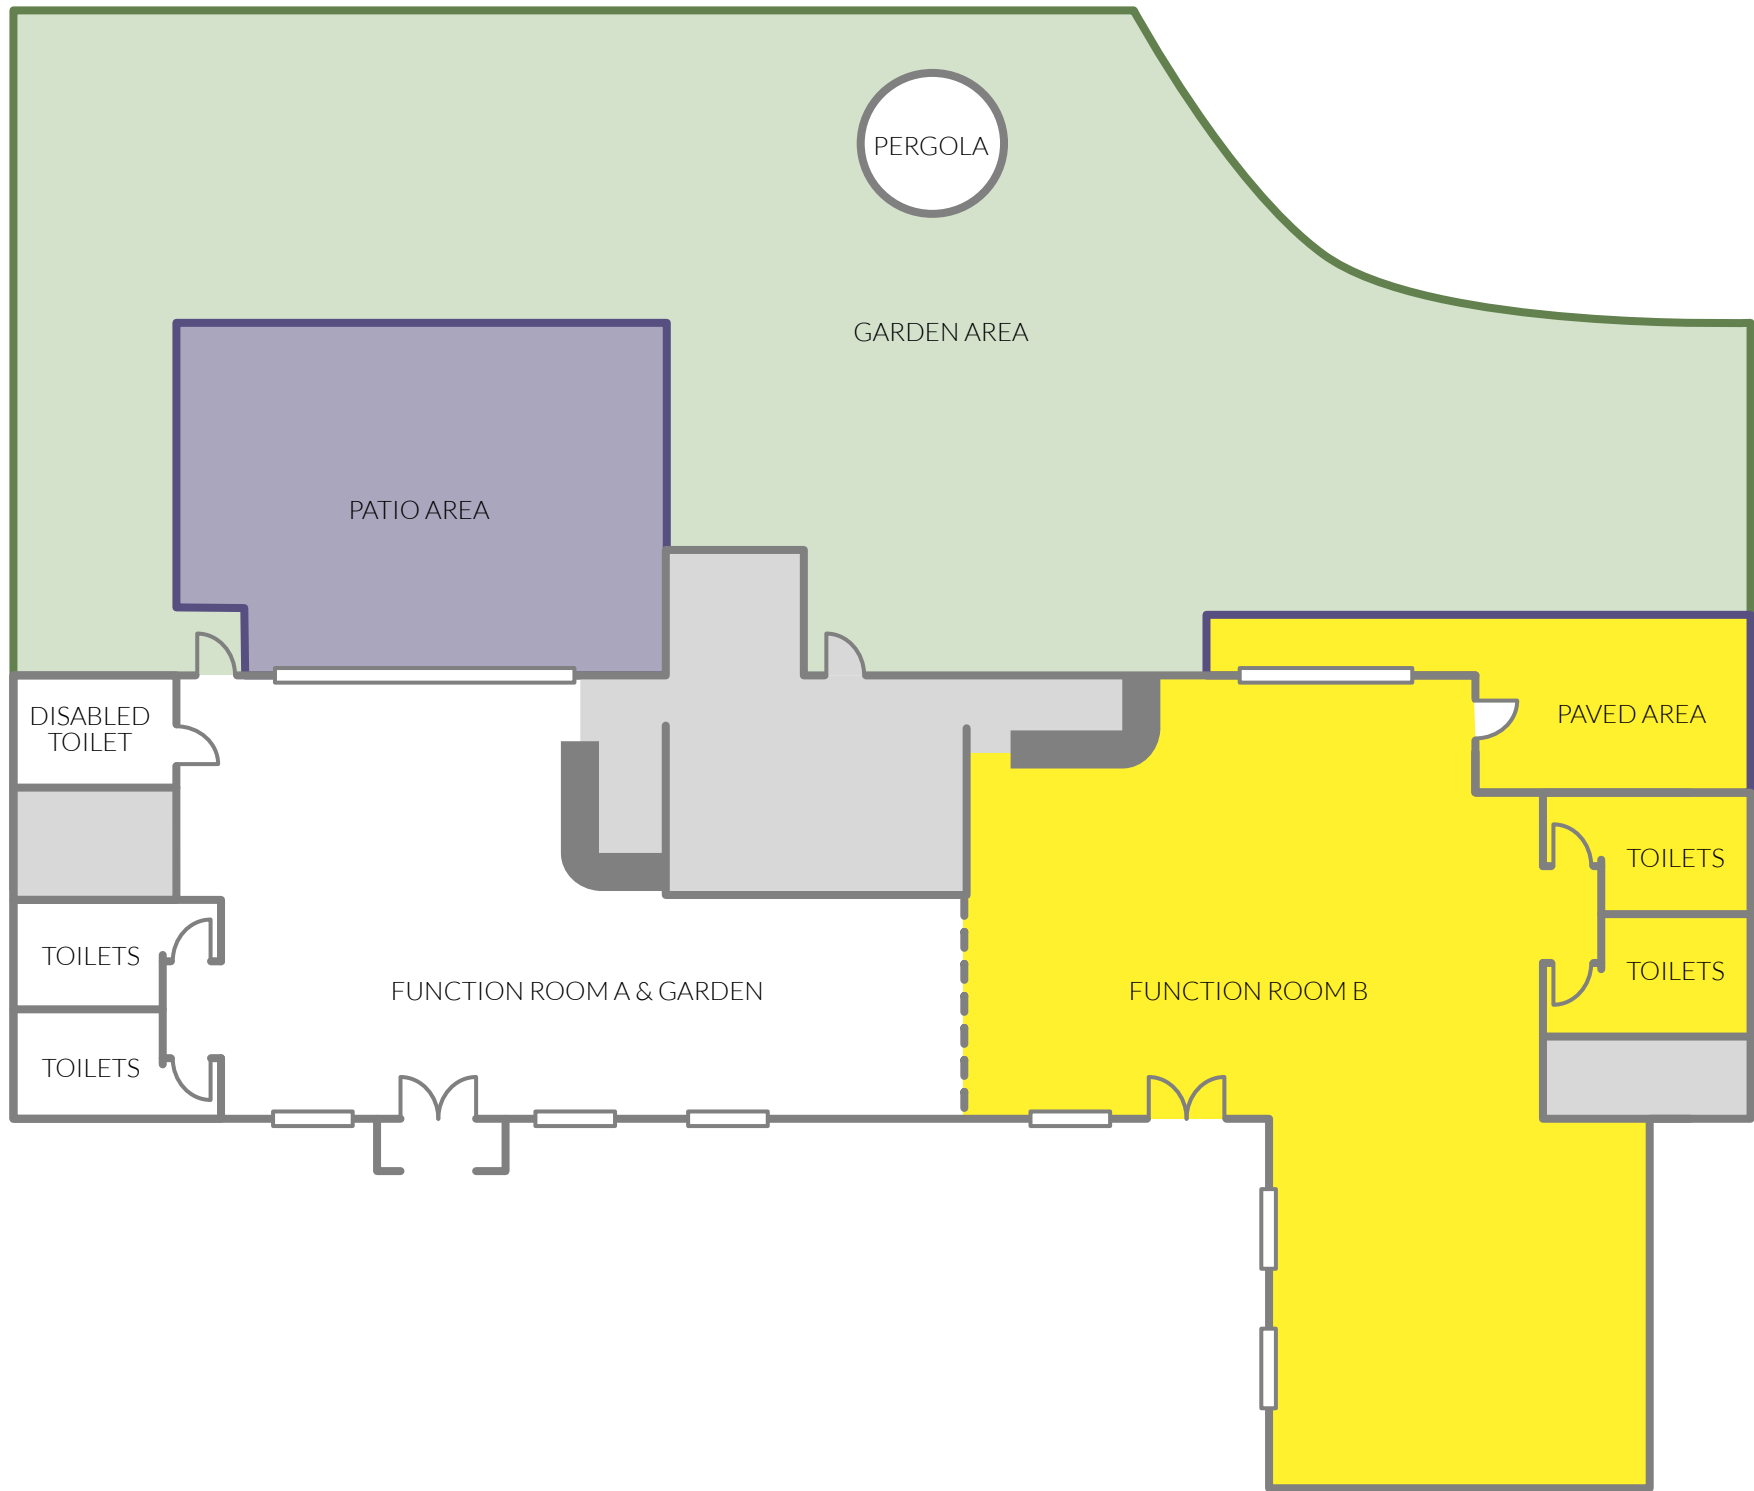 PERGOLA
GARDEN AREA
PATIO AREA
DISABLED
TOILET
PAVED AREA
TOILETS
TOILETS
TOILETS
FUNCTION ROOM A & GARDEN
FUNCTION ROOM B
TOILETS